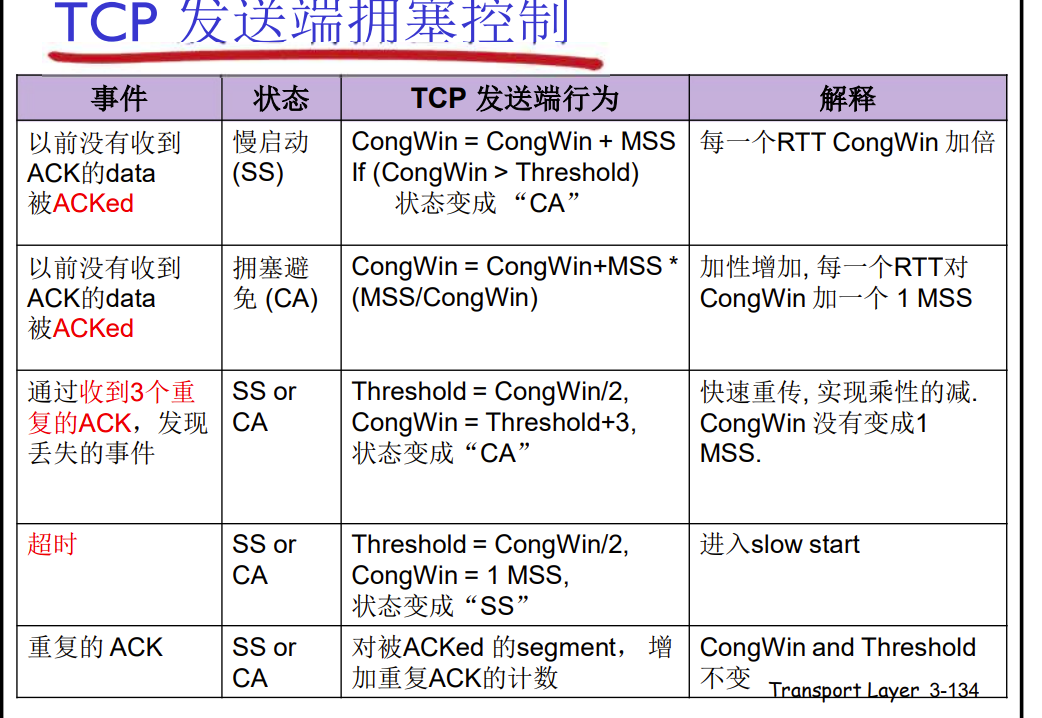 TCP 发送端拥塞控制
事件 状态 TCP 发送端行为 解释
以前没有收到
ACK的data
被ACKed
慢启动
(SS)
CongWin = CongWin + MSS
If (CongWin > Threshold)
状态变成 “CA”
每一个RTT CongWin 加倍
以前没有收到
ACK的data
被ACKed
拥塞避
免 (CA)
CongWin = CongWin+MSS *
(MSS/CongWin)
加性增加, 每一个RTT对
CongWin 加一个 1 MSS
通过收到3个重
复的ACK，发现
丢失的事件
SS or
CA
Threshold = CongWin/2,
CongWin = Threshold+3,
状态变成“CA”
快速重传, 实现乘性的减.
CongWin 没有变成1
MSS.
超时
SS or
CA
Threshold = CongWin/2,
CongWin = 1 MSS,
状态变成“SS”
进入slow start
重复的 ACK
SS or
CA
对被ACKed 的segment， 增
加重复ACK的计数
CongWin and Threshold
不变
Transport Layer 3-134